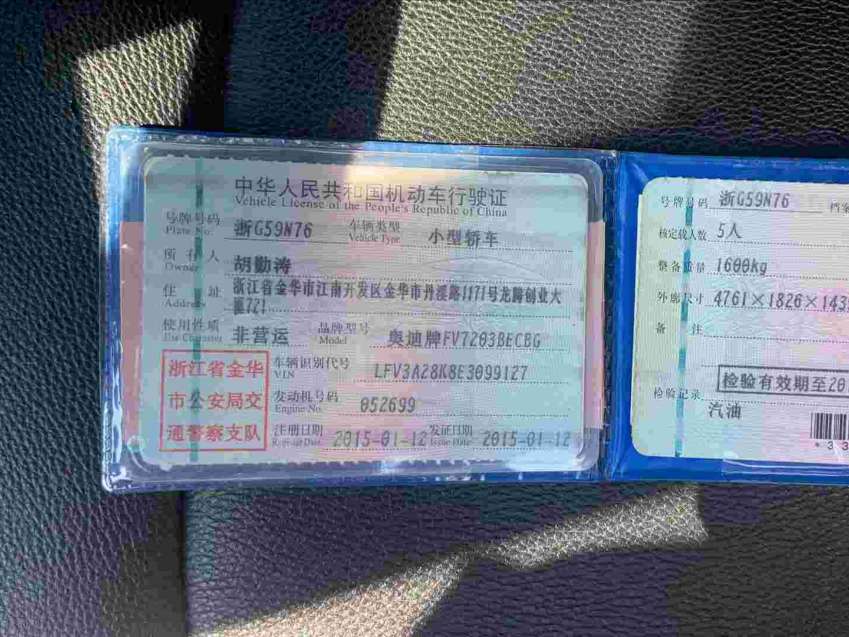 中华人民共和国机动车行驶证
Vehicle License of the People's Republic of China
号牌号码 浙G59N76 车辆类型 小型轿车
Plate No. Vehicle Type
所有人 胡勤涛
Owner
住址 浙江省金华市江南开发区金华市丹溪路1171号龙腾创业大
Address 厦721
使用性质 非营运 品牌型号 奥迪牌FV7203BECBG
Use Character Model
浙江省金华
市公安局交
通警察支队
车辆识别代号 LFV3A28K8E3099127
VIN
发动机号码 052699
Engine No.
注册日期 2015-01-12 发证日期 2015-01-12
Register Date Issue Date
号牌号码 浙G59N76 档案
核定载人数 5人
整备质量 1600kg
外廓尺寸 4761×1826×143
备注
检验有效期至20
检验记录
汽油
*33